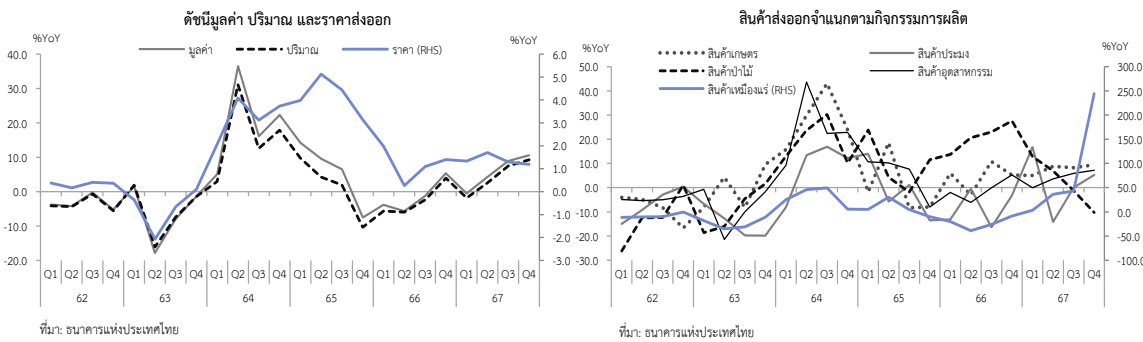 ดัชนีมูลค่า ปริมาณ และราคาส่งออก
%YoY
%YoY
มูลค่า ปริมาณ ราคา (RHS)
40.0 6.0
30.0 5.0
20.0 4.0
10.0 3.0
0.0 2.0
-10.0 1.0
-20.0 0.0
-1.0
-2.0
-3.0
Q1 Q2 Q3 Q4 Q1 Q2 Q3 Q4 Q1 Q2 Q3 Q4 Q1 Q2 Q3 Q4 Q1 Q2 Q3 Q4 Q1 Q2 Q3 Q4
62 63 64 65 66 67
ที่มา: ธนาคารแห่งประเทศไทย
สินค้าส่งออกจำแนกตามกิจกรรมการผลิต
%YoY %YoY
สินค้าเกษตร สินค้าประมง
สินค้าป่าไม้ สินค้าอุตสาหกรรม
สินค้าเหมืองแร่ (RHS)
50.0 300.0
40.0 250.0
30.0 200.0
20.0 150.0
10.0 100.0
0.0 50.0
-10.0 0.0
-20.0 -50.0
-30.0 -100.0
Q1 Q2 Q3 Q4 Q1 Q2 Q3 Q4 Q1 Q2 Q3 Q4 Q1 Q2 Q3 Q4 Q1 Q2 Q3 Q4 Q1 Q2 Q3 Q4
62 63 64 65 66 67
ที่มา: ธนาคารแห่งประเทศไทย